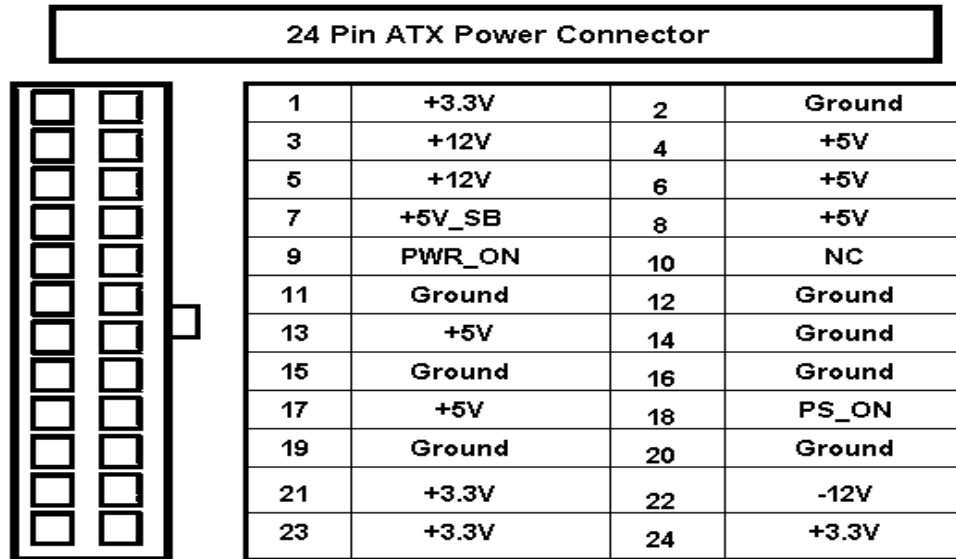 24 Pin ATX Power Connector
1 +3.3V 2 Ground
3 +12V 4 +5V
5 +12V 6 +5V
7 +5V_SB 8 +5V
9 PWR_ON 10 NC
11 Ground 12 Ground
13 +5V 14 Ground
15 Ground 16 Ground
17 +5V 18 PS_ON
19 Ground 20 Ground
21 +3.3V 22 -12V
23 +3.3V 24 +3.3V